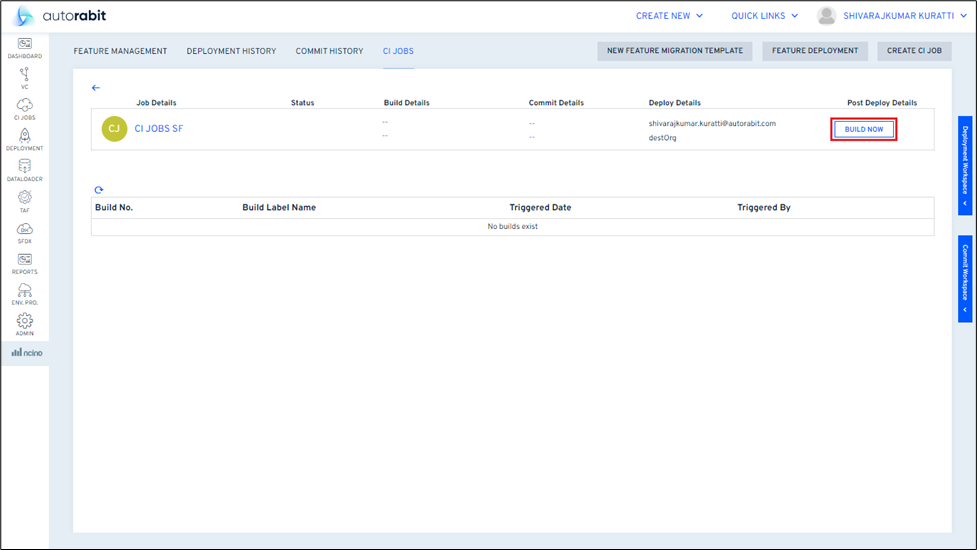 autorabit
CREATE NEW
QUICK LINKS
SHIVARAJKUMAR KURATTI
DASHBOARD
VC
CI JOBS
DEPLOYMENT
DATALOADER
TAF
SFDX
REPORTS
ENV. PRO.
ADMIN
ncino
FEATURE MANAGEMENT
DEPLOYMENT HISTORY
COMMIT HISTORY
CI JOBS
NEW FEATURE MIGRATION TEMPLATE
FEATURE DEPLOYMENT
CREATE CI JOB
Job Details Status Build Details Commit Details Deploy Details Post Deploy Details
CJ CI JOBS SF -- -- shivarajkumar.kuratti@autorabit.com BUILD NOW
-- -- destOrg
Build No. Build Label Name Triggered Date Triggered By
No builds exist
Deployment Workspace
Commit Workspace